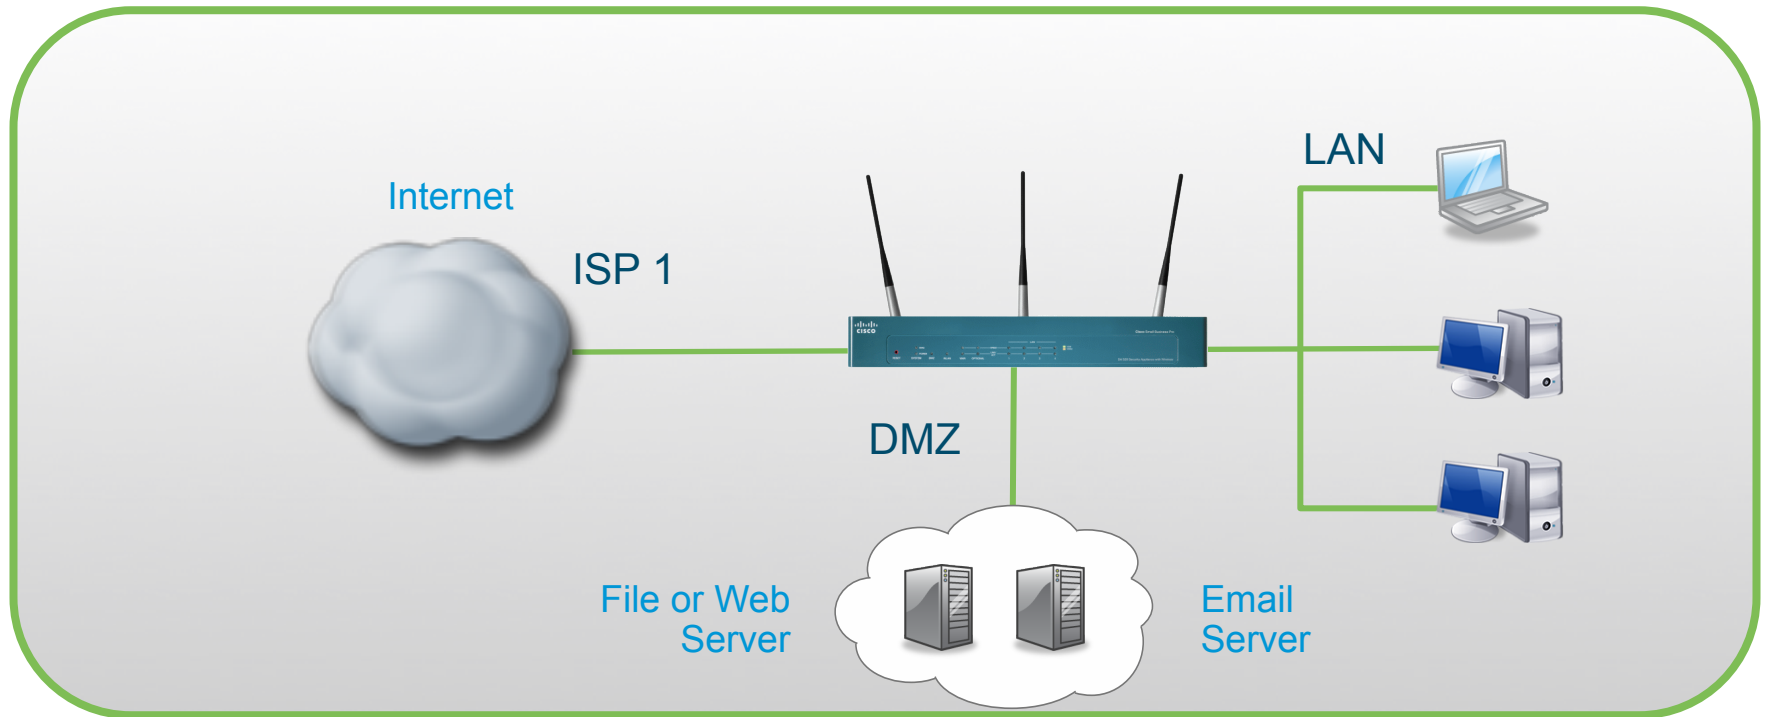 LAN
Internet
ISP 1
CISCO
DMZ
File or Web
Server
Email
Server